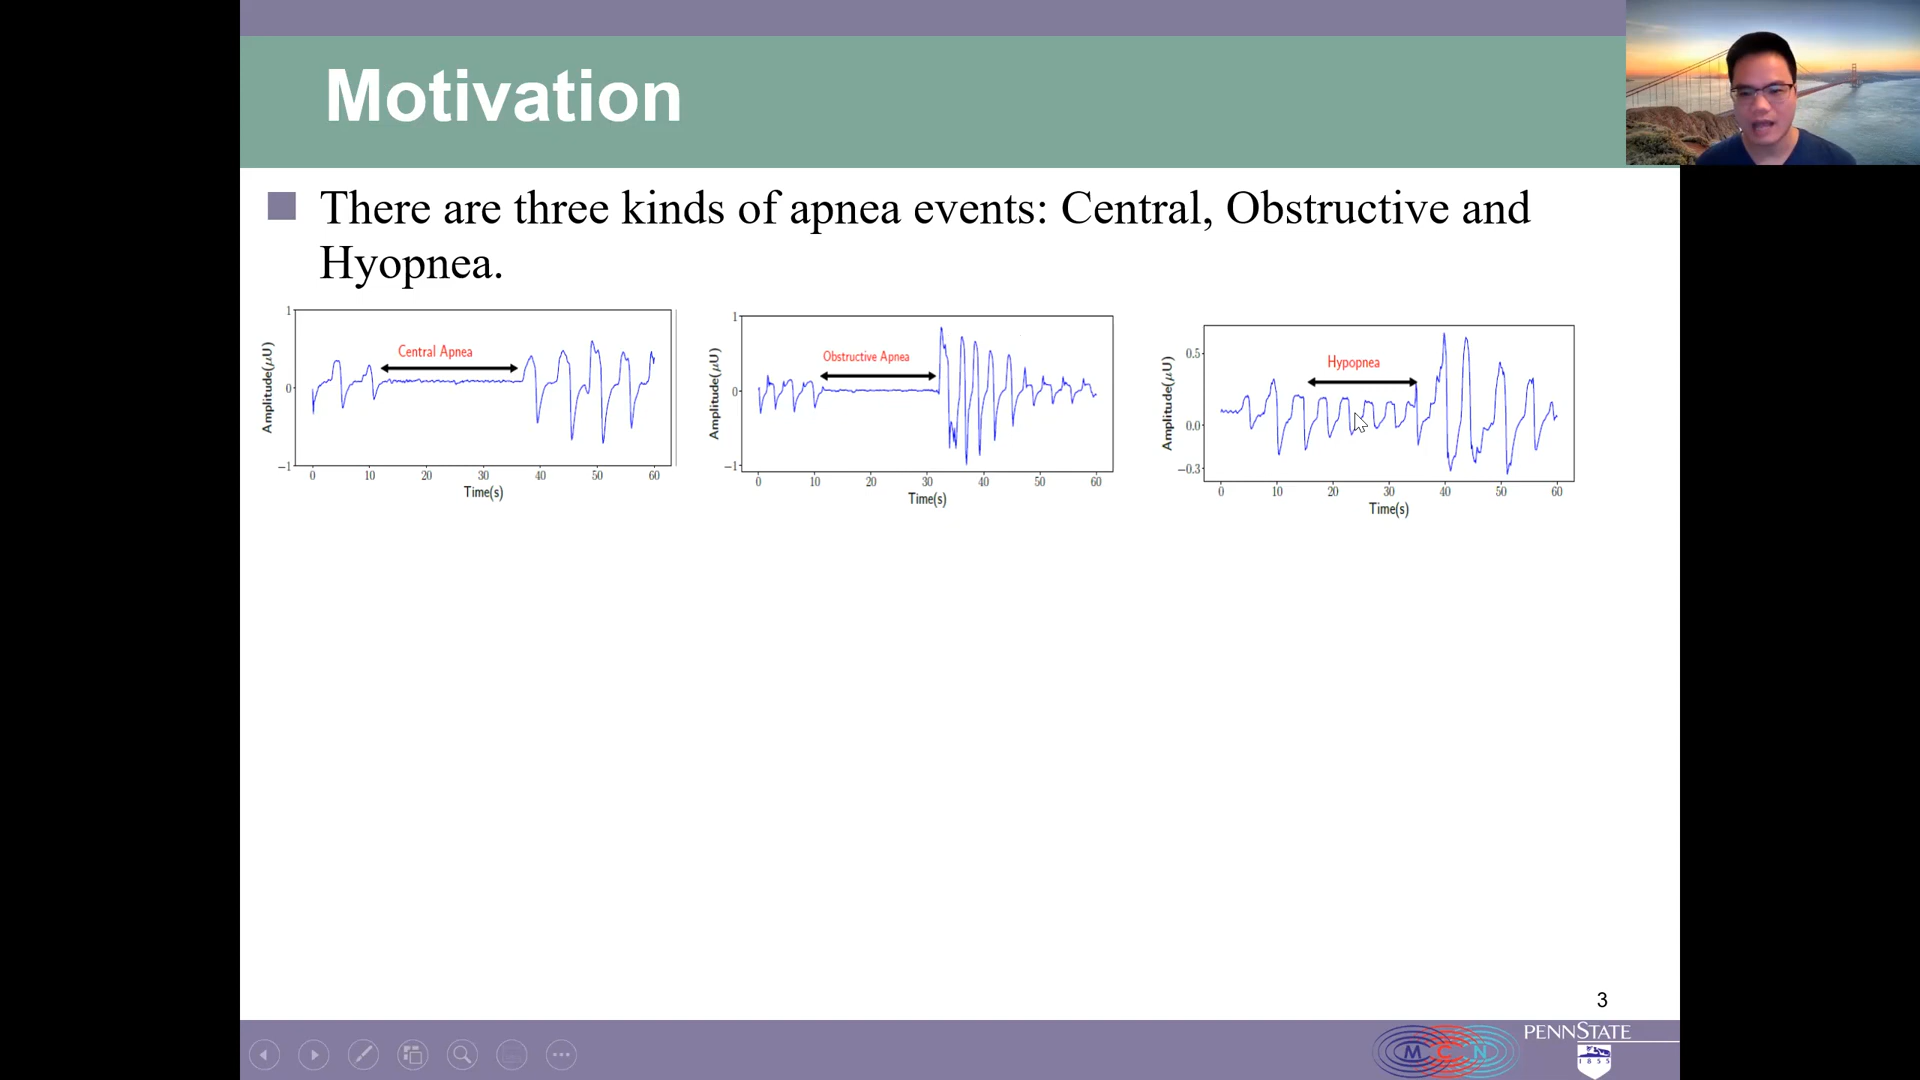 Motivation
There are three kinds of apnea events: Central, Obstructive and
Hyopnea.
1
0
−1
Amplitude(μU)
Central Apnea
0 10 20 30 40 50 60
Time(s)
1
0
−1
Amplitude(μU)
Obstructive Apnea
0 10 20 30 40 50 60
Time(s)
0.5
0.0
−0.3
Amplitude(μU)
Hypopnea
0 10 20 30 40 50 60
Time(s)
3
MCN
PENNSTATE
1855